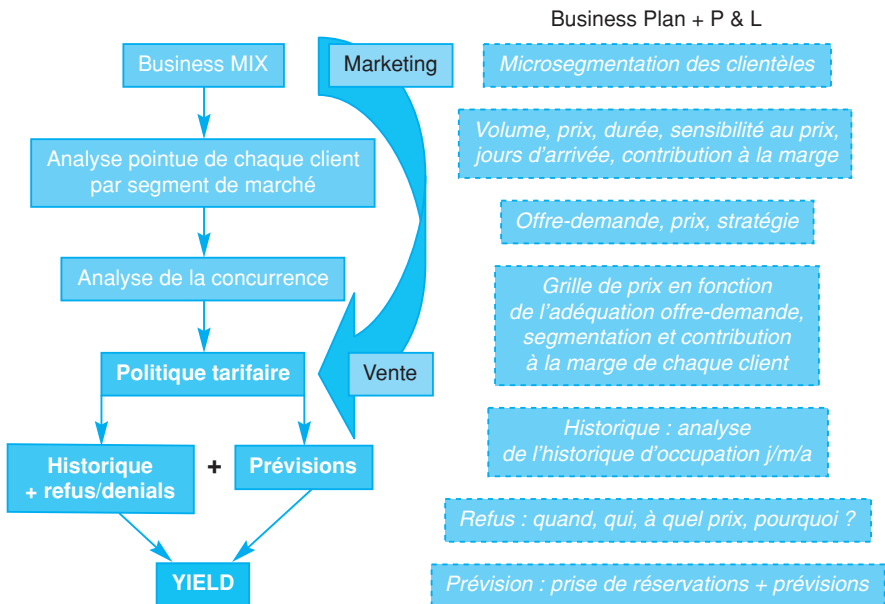 Business Plan + P & L
Business MIX
Marketing
Microsegmentation des clientèles
Analyse pointue de chaque client
par segment de marché
Volume, prix, durée, sensibilité au prix,
jours d'arrivée, contribution à la marge
Offre-demande, prix, stratégie
Analyse de la concurrence
Grille de prix en fonction
de l'adéquation offre-demande,
segmentation et contribution
à la marge de chaque client
Politique tarifaire
Vente
Historique
+ refus/denials
+
Prévisions
Historique : analyse
de l'historique d'occupation j/m/a
Refus : quand, qui, à quel prix, pourquoi ?
YIELD
Prévision : prise de réservations + prévisions